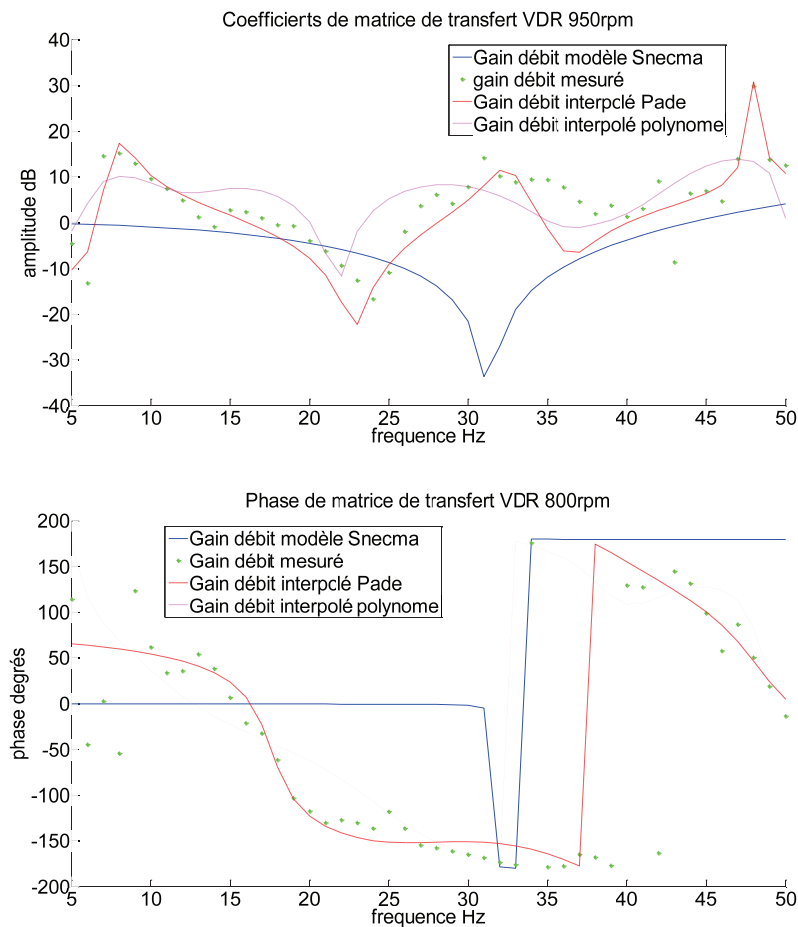 Coefficierts de matrice de transfert VDR 950rpm
Gain débit modèle Snecma
gain débit mesuré
Gain débit interpclé Pade
Gain débit interpolé polynome
amplitude dB
40
30
20
10
0
-10
-20
-30
-40
5 10 15 20 25 30 35 40 45 50
frequence Hz
Phase de matrice de transfert VDR 800rpm
Gain débit modèle Snecma
Gain débit mesuré
Gain débit interpclé Pade
Gain débit interpolé polynome
phase degrés
200
150
100
50
0
-50
-100
-150
-200
5 10 15 20 25 30 35 40 45 50
frequence Hz